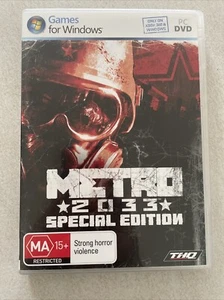 Games
for Windows
PC
DVD
METRO
2033
SPECIAL EDITION
MA 15+
RESTRICTED
Strong horror
violence
THQ